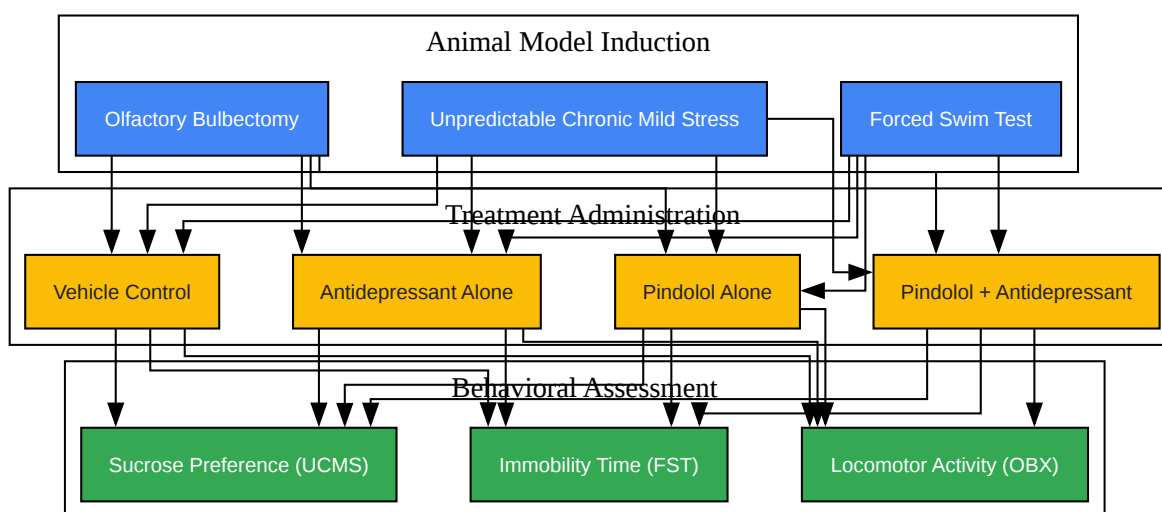 Animal Model Induction
Olfactory Bulbectomy
Unpredictable Chronic Mild Stress
Forced Swim Test
Treatment Administration
Vehicle Control
Antidepressant Alone
Pindolol Alone
Pindolol + Antidepressant
Behavioral Assessment
Sucrose Preference (UCMS)
Immobility Time (FST)
Locomotor Activity (OBX)